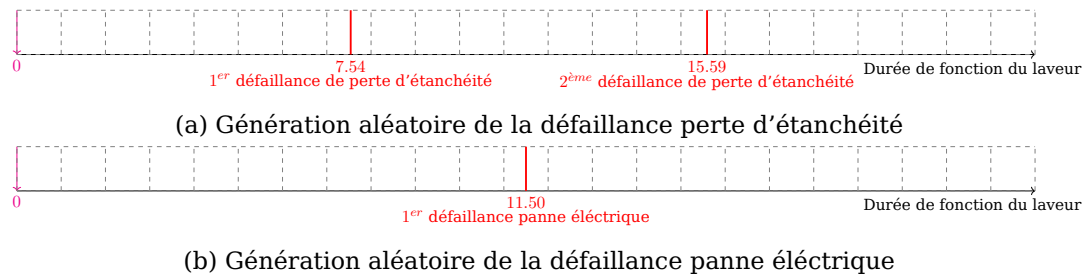 0
7.54
15.59
Durée de fonction du laveur
1er défaillance de perte d'étanchéité
2ème défaillance de perte d'étanchéité
(a) Génération aléatoire de la défaillance perte d'étanchéité
0
11.50
Durée de fonction du laveur
1er défaillance panne éléctrique
(b) Génération aléatoire de la défaillance panne éléctrique